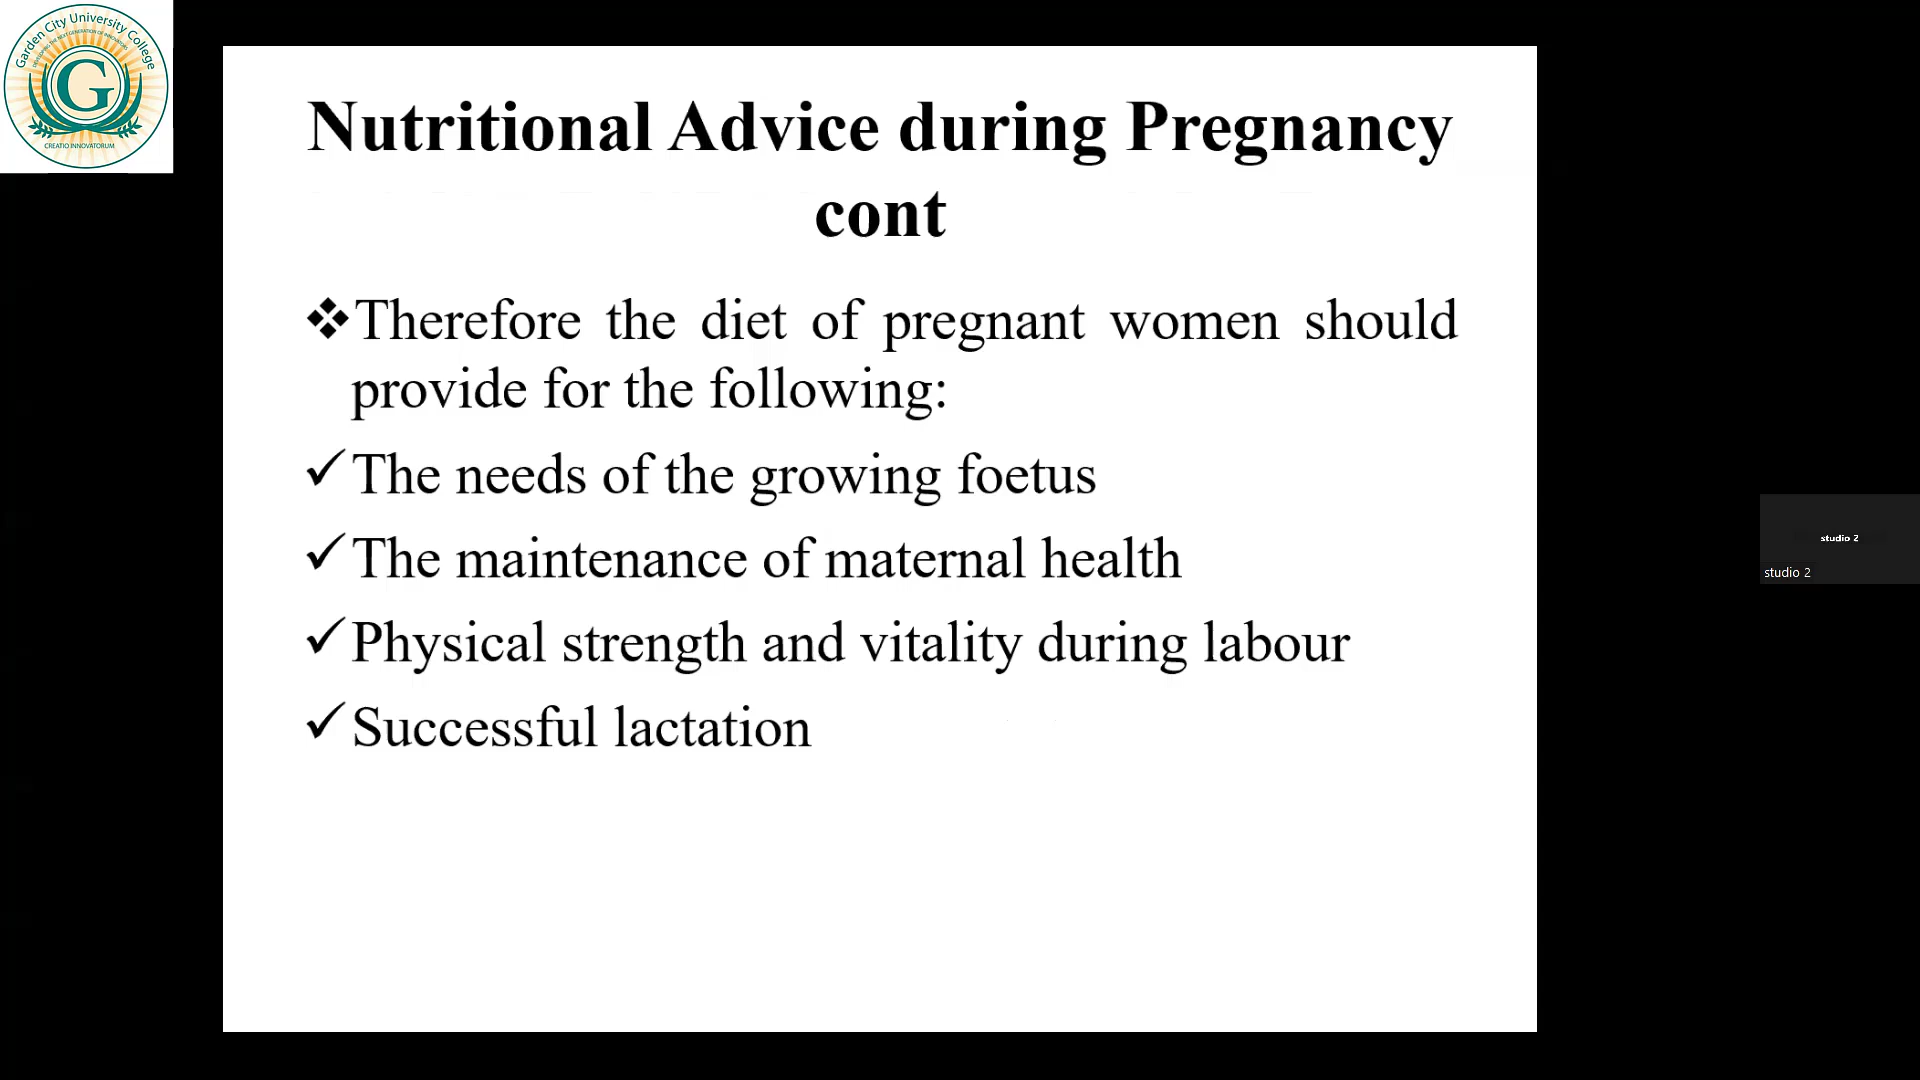 Garden City University College
G
CREATIO INNOVATORUM
Nutritional Advice during Pregnancy
cont
❖Therefore the diet of pregnant women should
provide for the following:
✓The needs of the growing foetus
✓The maintenance of maternal health
✓Physical strength and vitality during labour
✓Successful lactation
studio 2
studio 2